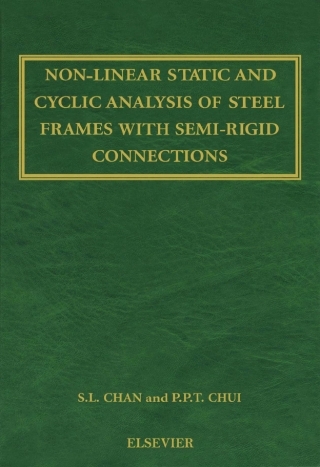 NON-LINEAR STATIC AND
CYCLIC ANALYSIS OF STEEL
FRAMES WITH SEMI-RIGID
CONNECTIONS
S.L. CHAN and P.P.T. CHUI
ELSEVIER